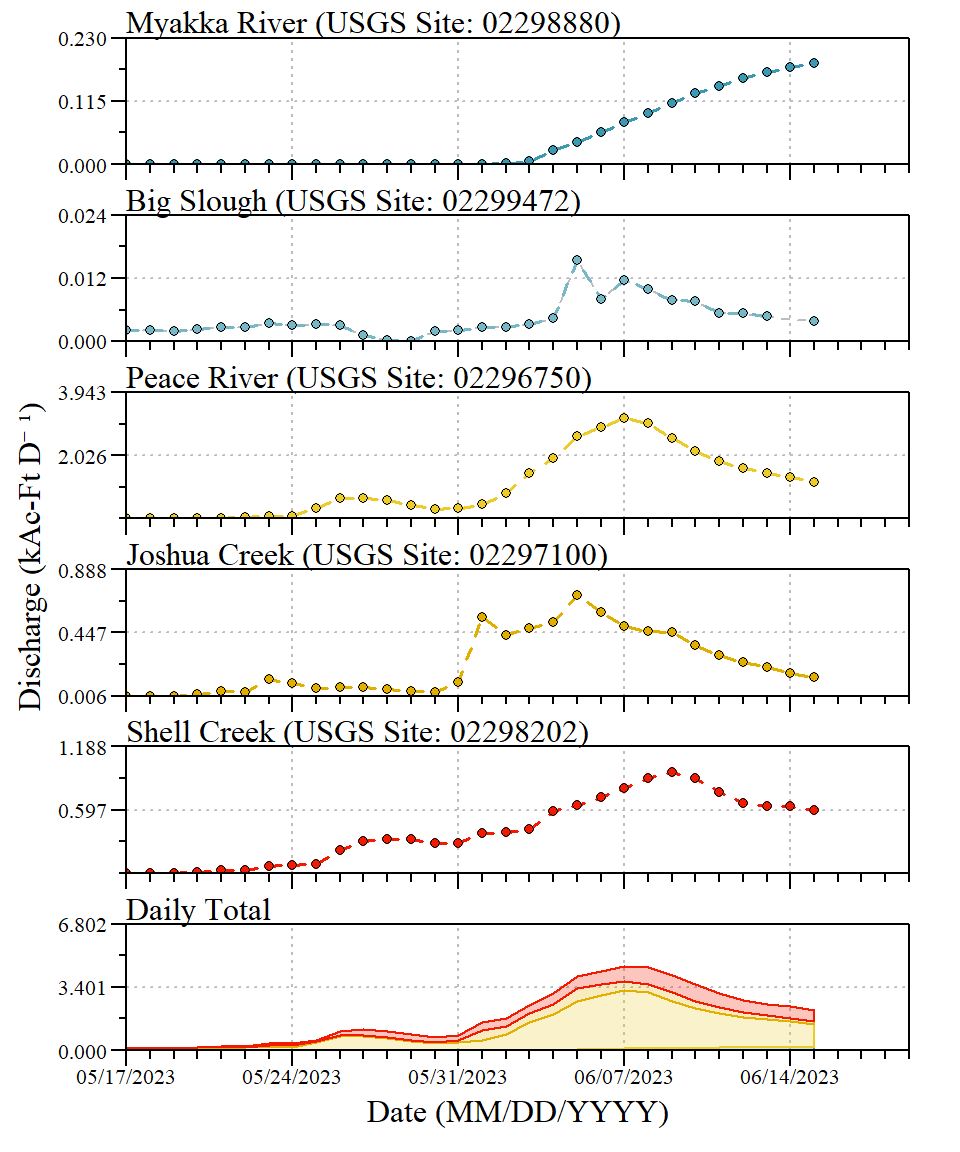 Myakka River (USGS Site: 02298880)
0.230
0.115
0.000
Big Slough (USGS Site: 02299472)
0.024
0.012
0.000
Peace River (USGS Site: 02296750)
3.943
2.026
Joshua Creek (USGS Site: 02297100)
0.888
0.447
0.006
Shell Creek (USGS Site: 02298202)
1.188
0.597
Daily Total
6.802
3.401
0.000
05/17/2023 05/24/2023 05/31/2023 06/07/2023 06/14/2023
Date (MM/DD/YYYY)
Discharge (kAc-Ft D⁻¹)